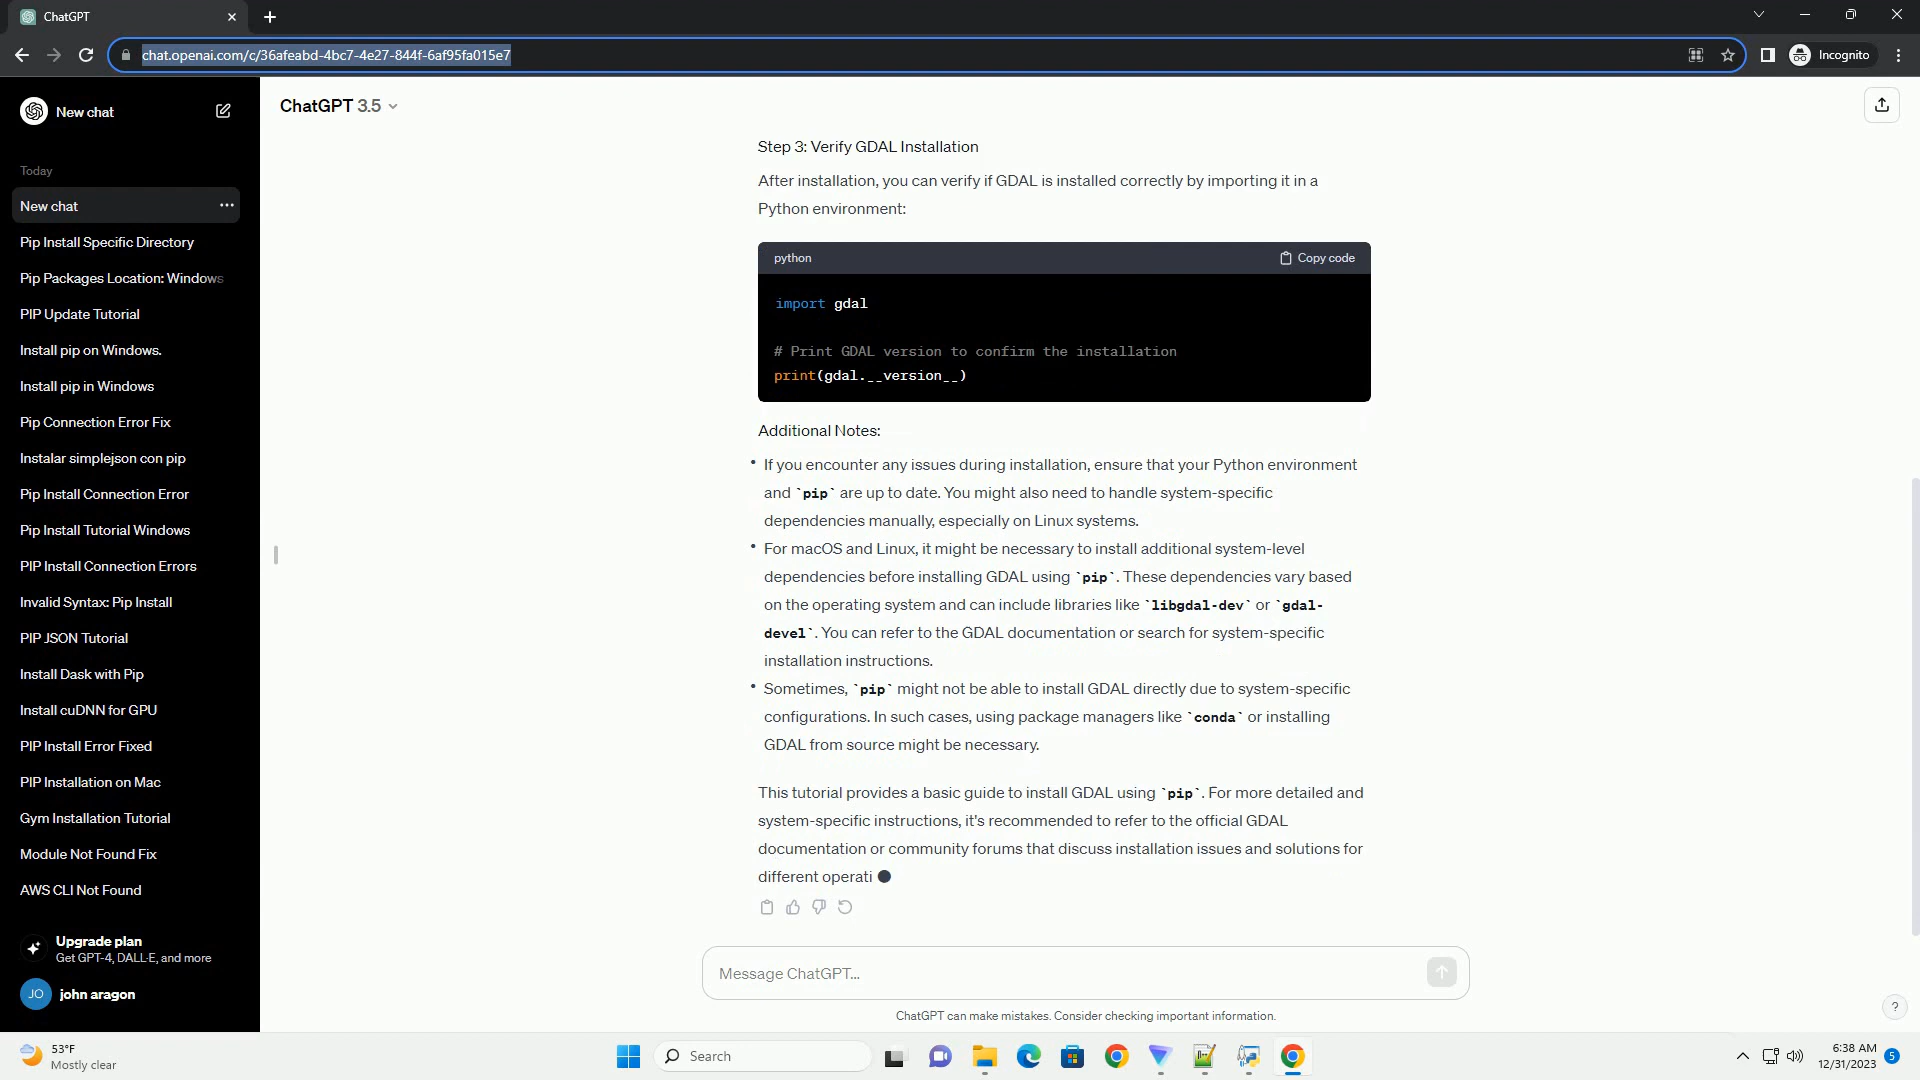 ChatGPT
chat.openai.com/c/36afeabd-4bc7-4e27-844f-6af95fa015e7
Incognito
New chat
ChatGPT 3.5
Today
New chat
Pip Install Specific Directory
Pip Packages Location: Windows
PIP Update Tutorial
Install pip on Windows.
Install pip in Windows
Pip Connection Error Fix
Instalar simplejson con pip
Pip Install Connection Error
Pip Install Tutorial Windows
PIP Install Connection Errors
Invalid Syntax: Pip Install
PIP JSON Tutorial
Install Dask with Pip
Install cuDNN for GPU
PIP Install Error Fixed
PIP Installation on Mac
Gym Installation Tutorial
Module Not Found Fix
AWS CLI Not Found
Upgrade plan
Get GPT-4, DALL·E, and more
JO john aragon
Step 3: Verify GDAL Installation
After installation, you can verify if GDAL is installed correctly by importing it in a
Python environment:
python
Copy code
import gdal
# Print GDAL version to confirm the installation
print(gdal.__version__)
Additional Notes:
• If you encounter any issues during installation, ensure that your Python environment
and `pip` are up to date. You might also need to handle system-specific
dependencies manually, especially on Linux systems.
• For macOS and Linux, it might be necessary to install additional system-level
dependencies before installing GDAL using `pip`. These dependencies vary based
on the operating system and can include libraries like `libgdal-dev` or `gdal-
devel`. You can refer to the GDAL documentation or search for system-specific
installation instructions.
• Sometimes, `pip` might not be able to install GDAL directly due to system-specific
configurations. In such cases, using package managers like `conda` or installing
GDAL from source might be necessary.
This tutorial provides a basic guide to install GDAL using `pip`. For more detailed and
system-specific instructions, it's recommended to refer to the official GDAL
documentation or community forums that discuss installation issues and solutions for
different operati
Message ChatGPT...
ChatGPT can make mistakes. Consider checking important information.
?
53°F
Mostly clear
Search
6:38 AM
12/31/2023
5